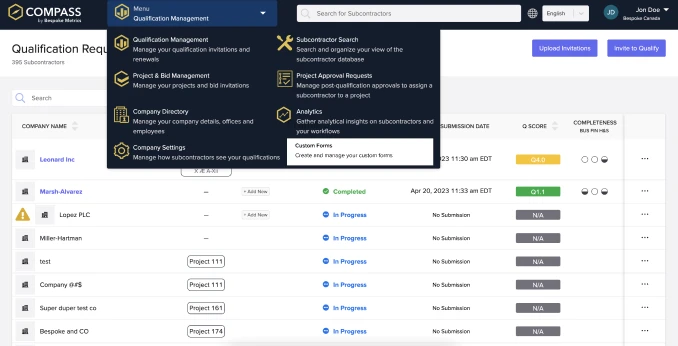 COMPASS
by Bespoke Metrics
Menu
Qualification Management
Search for Subcontractors
English
JD
Jon Doe
Bespoke Canada
Qualification Requ
395 Subcontractors
Upload Invitations
Invite to Qualify
Qualification Management
Manage your qualification invitations and
renewals
Subcontractor Search
Search and organize your view of the
subcontractor database
Project & Bid Management
Manage your projects and bid invitations
Project Approval Requests
Manage post-qualification approvals to assign a
subcontractor to a project
Company Directory
Manage your company details, offices and
employees
Analytics
Gather analytical insights on subcontractors and
your workflows
Company Settings
Manage how subcontractors see your qualifications
Custom Forms
Create and manage your custom forms.
Search
COMPANY NAME
SUBMISSION DATE
Q SCORE
COMPLETENESS
BUS FIN H&S
Leonard Inc
2023 11:30 am EDT
Q4.0
...
X Æ A-Xii
Marsh-Alvarez
—
+ Add New
Completed
Apr 20, 2023 11:33 am EDT
Q1.1
...
Lopez PLC
—
+ Add New
In Progress
No Submission
N/A
...
Miller-Hartman
—
In Progress
No Submission
N/A
...
test
Project 111
In Progress
No Submission
N/A
...
Company @#$
Project 111
In Progress
No Submission
N/A
...
Super duper test co
Project 161
In Progress
No Submission
N/A
...
Bespoke and CO
Project 174
In Progress
No Submission
N/A
...